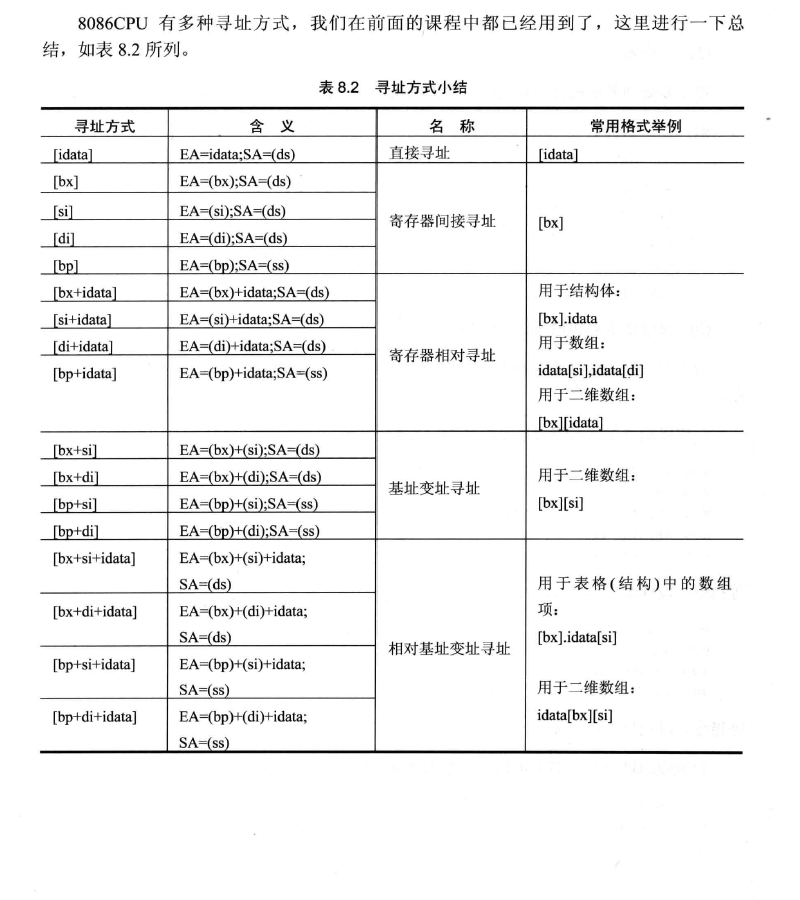 8086CPU 有多种寻址方式，我们在前面的课程中都已经用到了，这里进行一下总
结，如表 8.2 所列。
表 8.2 寻址方式小结
寻址方式 含 义 名 称 常用格式举例
[idata] EA=idata;SA=(ds) 直接寻址 [idata]
[bx] EA=(bx);SA=(ds)
[si] EA=(si);SA=(ds)
寄存器间接寻址 [bx]
[di] EA=(di);SA=(ds)
[bp] EA=(bp);SA=(ss)
[bx+idata] EA=(bx)+idata;SA=(ds) 用于结构体：
[si+idata] EA=(si)+idata;SA=(ds) [bx].idata
[di+idata] EA=(di)+idata;SA=(ds) 用于数组：
寄存器相对寻址
[bp+idata] EA=(bp)+idata;SA=(ss) idata[si],idata[di]
用于二维数组：
[bx][idata]
[bx+si] EA=(bx)+(si);SA=(ds)
[bx+di] EA=(bx)+(di);SA=(ds) 用于二维数组：
基址变址寻址
[bp+si] EA=(bp)+(si);SA=(ss) [bx][si]
[bp+di] EA=(bp)+(di);SA=(ss)
[bx+si+idata] EA=(bx)+(si)+idata;
SA=(ds) 用于表格(结构)中的数组
[bx+di+idata] EA=(bx)+(di)+idata; 项：
SA=(ds) [bx].idata[si]
相对基址变址寻址
[bp+si+idata] EA=(bp)+(si)+idata;
SA=(ss) 用于二维数组：
[bp+di+idata] EA=(bp)+(di)+idata; idata[bx][si]
SA=(ss)